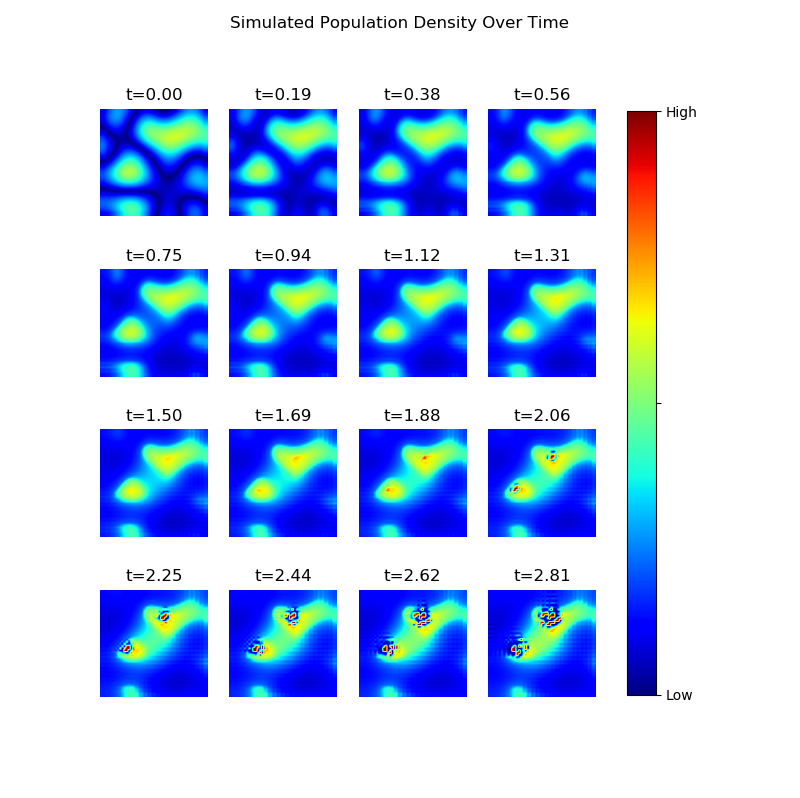 Simulated Population Density Over Time
t=0.00 t=0.19 t=0.38 t=0.56
High
t=0.75 t=0.94 t=1.12 t=1.31
t=1.50 t=1.69 t=1.88 t=2.06
t=2.25 t=2.44 t=2.62 t=2.81
Low